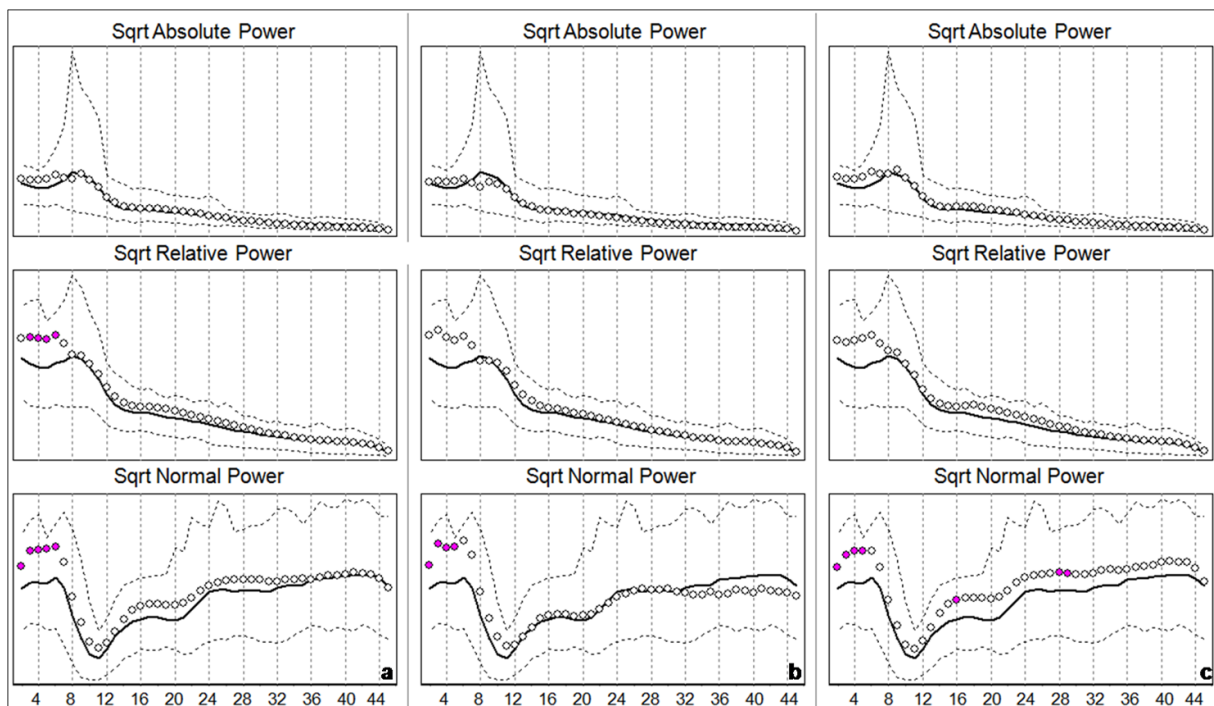 Sqrt Absolute Power Sqrt Absolute Power Sqrt Absolute Power
Sqrt Relative Power Sqrt Relative Power Sqrt Relative Power
Sqrt Normal Power Sqrt Normal Power Sqrt Normal Power
a b c
4 8 12 16 20 24 28 32 36 40 44 4 8 12 16 20 24 28 32 36 40 44 4 8 12 16 20 24 28 32 36 40 44